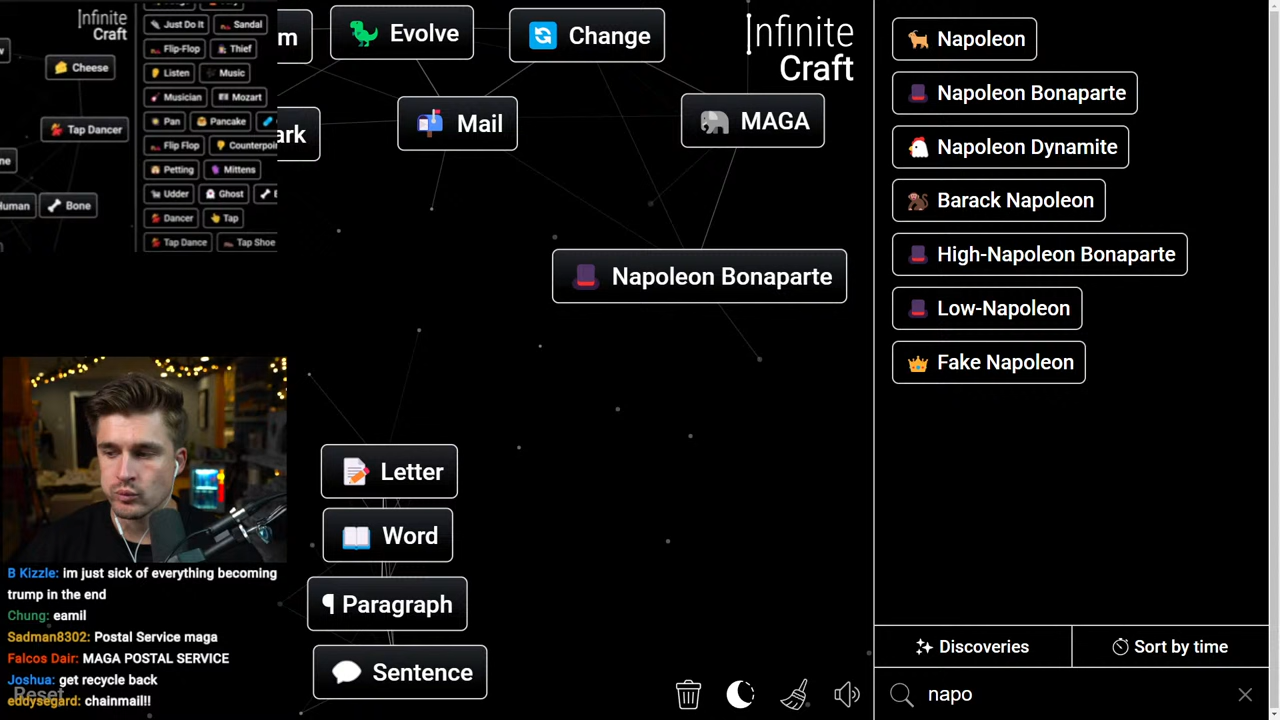 Infinite
Craft
Just Do It
Sandal
Cheese
Flip-Flop
Thief
Listen
Music
Musician
Mozart
Tap Dancer
Pan
Pancake
Flip Flop
Counterpoin
Petting
Mittens
Udder
Ghost
Human
Bone
Dancer
Tap
Tap Dance
Tap Shoe
m
Evolve
Change
Infinite
Craft
ark
Mail
MAGA
Napoleon Bonaparte
Letter
Word
¶ Paragraph
Sentence
Napoleon
Napoleon Bonaparte
Napoleon Dynamite
Barack Napoleon
High-Napoleon Bonaparte
Low-Napoleon
Fake Napoleon
Discoveries
Sort by time
napo
B Kizzle: im just sick of everything becoming
trump in the end
Chung: eamil
Sadman8302: Postal Service maga
Falcos Dair: MAGA POSTAL SERVICE
Joshua: get recycle back
Reset
eddysegard: chainmail!!